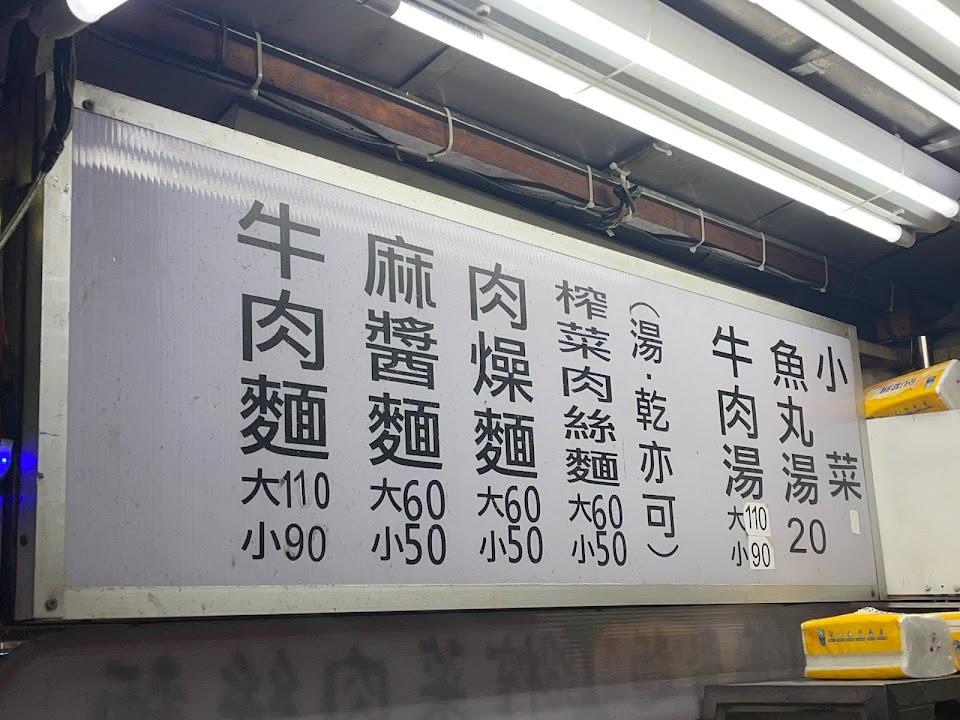 牛肉麵
大110
小90
麻醬麵
大60
小50
肉燥麵
大60
小50
榨菜肉絲麵
大60
小50
（湯．乾亦可）
牛肉湯
大110
小90
魚丸湯
20
小菜